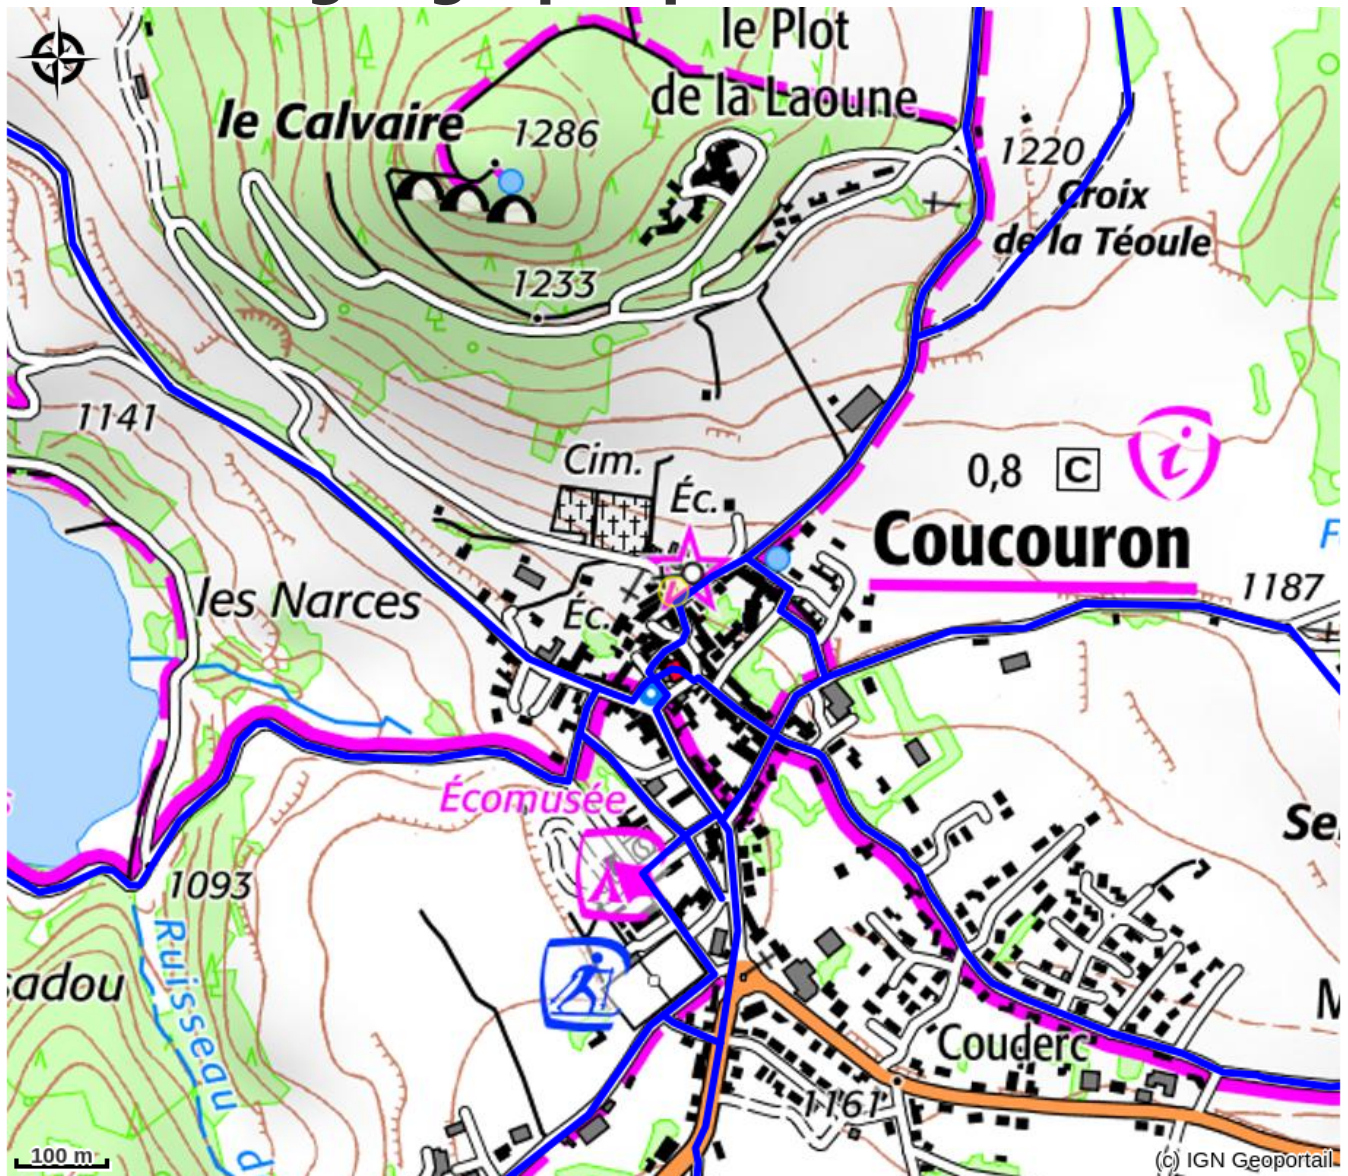 le Plot
de la Laoune
le Calvaire
1286
1220
Croix
de la Téoule
1233
1141
Cim.
Éc.
0,8 C
i
Coucouron
1187
les Narces
Éc.
Écomusée
1093
Ruisseau d
adou
Couderc
1161
M
100 m
(c) IGN Geoportail